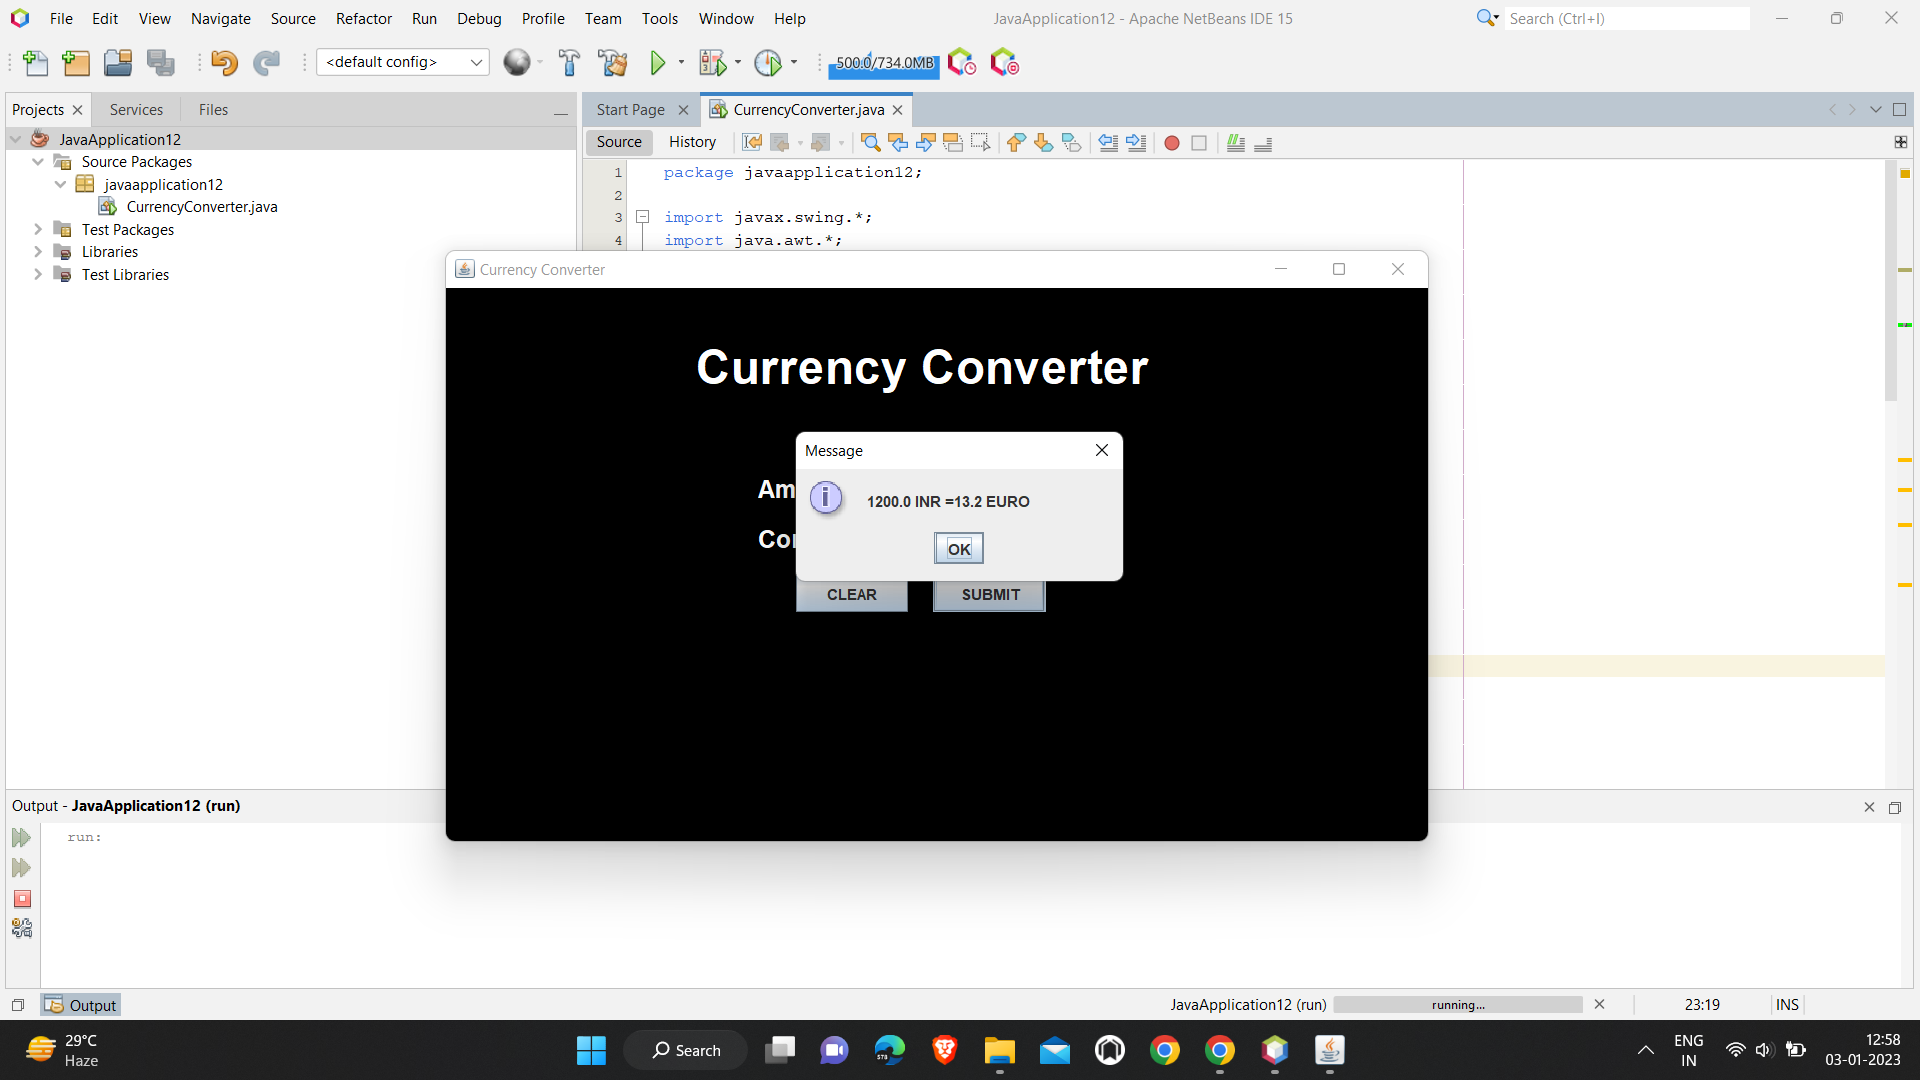 File Edit View Navigate Source Refactor Run Debug Profile Team Tools Window Help
JavaApplication12 - Apache NetBeans IDE 15
Search (Ctrl+I)
<default config>
500.0/734.0MB
Projects Services Files
Start Page CurrencyConverter.java
JavaApplication12
Source Packages
javaapplication12
CurrencyConverter.java
Test Packages
Libraries
Test Libraries
Source History
1 package javaapplication12;
2
3 import javax.swing.*;
4 import java.awt.*;
Currency Converter
Currency Converter
Message
Am
1200.0 INR =13.2 EURO
OK
CLEAR SUBMIT
Output - JavaApplication12 (run)
run:
Output
JavaApplication12 (run) running... 23:19 INS
29°C
Haze
Search
ENG
IN
12:58
03-01-2023